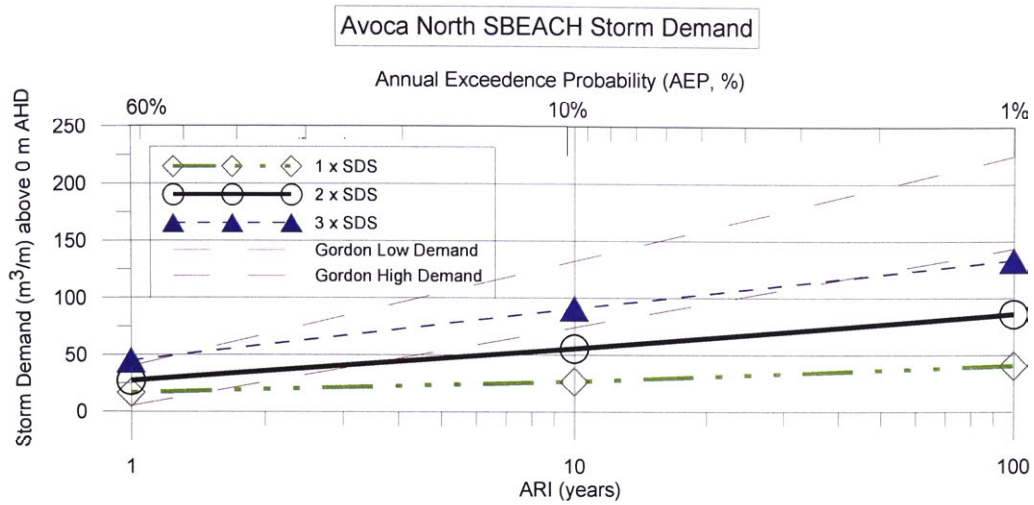 Avoca North SBEACH Storm Demand
Annual Exceedence Probability (AEP, %)
60% 10% 1%
250
200
150
100
50
0
Storm Demand (m³/m) above 0 m AHD
1 x SDS
2 x SDS
3 x SDS
Gordon Low Demand
Gordon High Demand
1 10 100
ARI (years)